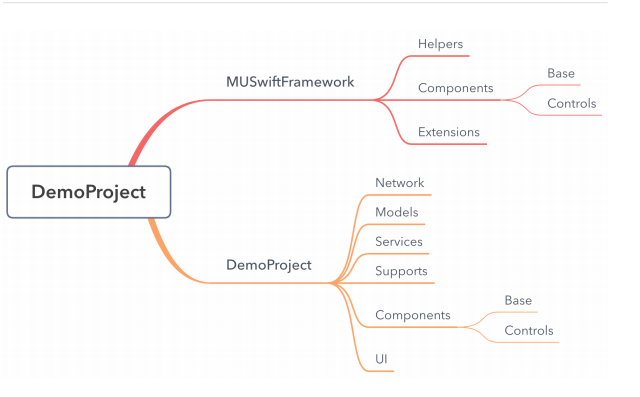 DemoProject
MUSwiftFramework
Helpers
Components
Base
Controls
Extensions
DemoProject
Network
Models
Services
Supports
Components
Base
Controls
UI